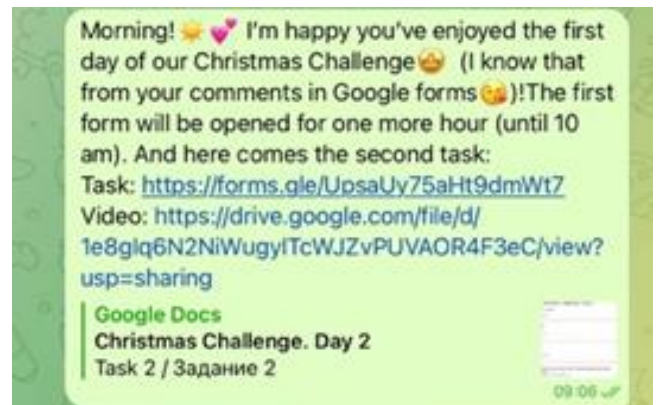 Morning! ☀️ 💕 I'm happy you've enjoyed the first
day of our Christmas Challenge🤩 (I know that
from your comments in Google forms😘)!The first
form will be opened for one more hour (until 10
am). And here comes the second task:
Task: https://forms.gle/UpsaUy75aHt9dmWt7
Video: https://drive.google.com/file/d/
1e8glq6N2NiWugyITcWJZvPUVAOR4F3eC/view?
usp=sharing
Google Docs
Christmas Challenge. Day 2
Task 2 / Задание 2
09:06